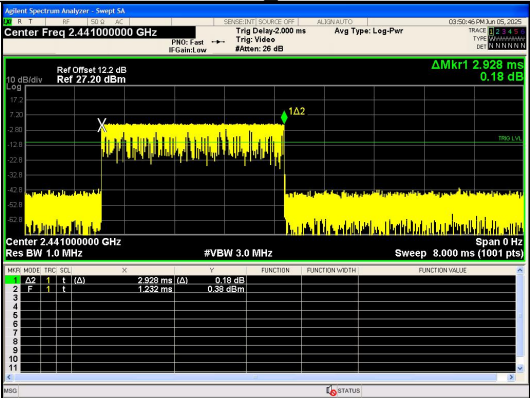 Agilent Spectrum Analyzer - Swept SA
R T RF 50 Ω AC SENSE:INT SOURCE OFF ALIGNAUTO 03:50:46 PM Jun 05, 2025
Center Freq 2.441000000 GHz
PNO: Fast
IFGain:Low
Trig Delay-2.000 ms
Trig: Video
#Atten: 26 dB
Avg Type: Log-Pwr
TRACE 1 2 3 4 5 6
TYPE
DET N N N N N N
ΔMkr1 2.928 ms
0.18 dB
Ref Offset 12.2 dB
Ref 27.20 dBm
10 dB/div
Log
17.2
7.20
-2.80
-12.8
-22.8
-32.8
-42.8
-52.8
-62.8
X
1Δ2
TRIG LVL
Center 2.441000000 GHz
Span 0 Hz
Res BW 1.0 MHz
#VBW 3.0 MHz
Sweep 8.000 ms (1001 pts)
MKR MODE TRC SCL X Y FUNCTION FUNCTION WIDTH FUNCTION VALUE
1 Δ2 1 t (Δ) 2.928 ms (Δ) 0.18 dB
2 F 1 t 1.232 ms 0.38 dBm
3
4
5
6
7
8
9
10
11
MSG
STATUS